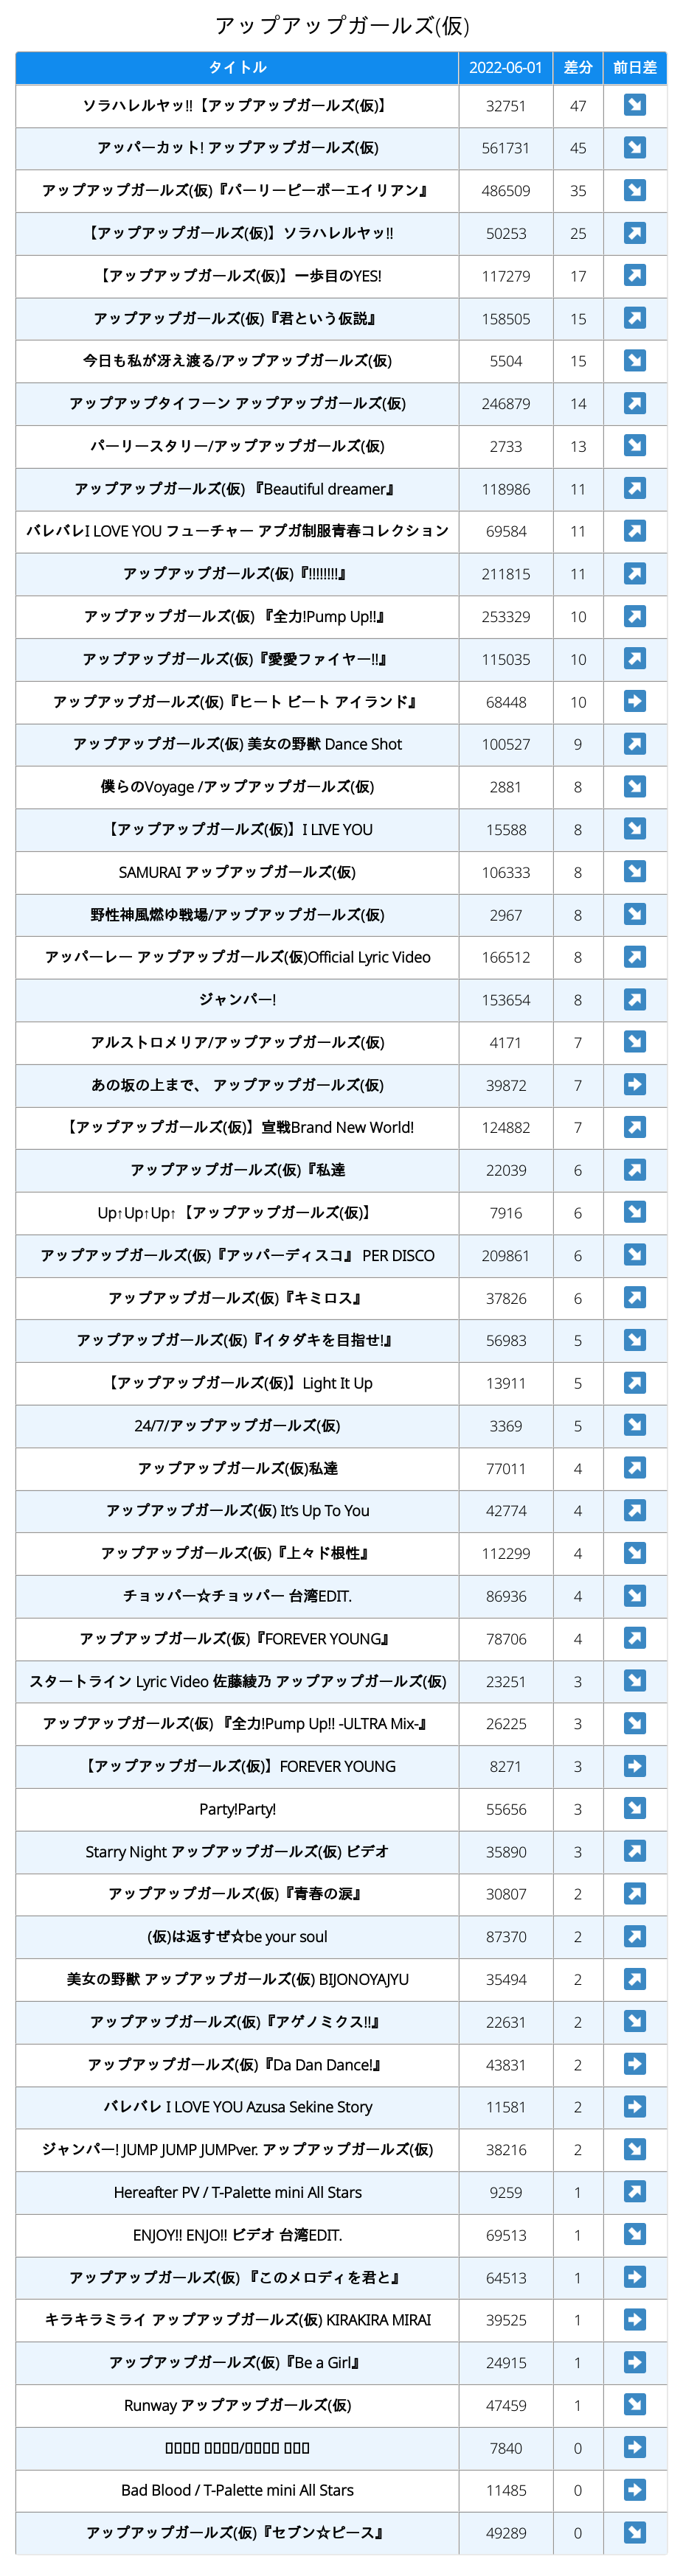 アップアップガールズ(仮)
タイトル 2022-06-01 差分 前日差
ソラハレルヤッ!!【アップアップガールズ(仮)】 32751 47 ↘
アッパーカット! アップアップガールズ(仮) 561731 45 ↘
アップアップガールズ(仮)『パーリーピーポーエイリアン』 486509 35 ↘
【アップアップガールズ(仮)】ソラハレルヤッ!! 50253 25 ↗
【アップアップガールズ(仮)】一歩目のYES! 117279 17 ↗
アップアップガールズ(仮)『君という仮説』 158505 15 ↗
今日も私が冴え渡る/アップアップガールズ(仮) 5504 15 ↘
アップアップタイフーン アップアップガールズ(仮) 246879 14 ↗
パーリースタリー/アップアップガールズ(仮) 2733 13 ↘
アップアップガールズ(仮) 『Beautiful dreamer』 118986 11 ↗
バレバレI LOVE YOU フューチャー アプガ制服青春コレクション 69584 11 ↗
アップアップガールズ(仮)『!!!!!!!!』 211815 11 ↗
アップアップガールズ(仮) 『全力!Pump Up!!』 253329 10 ↗
アップアップガールズ(仮)『愛愛ファイヤー!!』 115035 10 ↗
アップアップガールズ(仮)『ヒート ビート アイランド』 68448 10 ➡
アップアップガールズ(仮) 美女の野獣 Dance Shot 100527 9 ↗
僕らのVoyage /アップアップガールズ(仮) 2881 8 ↘
【アップアップガールズ(仮)】I LIVE YOU 15588 8 ↘
SAMURAI アップアップガールズ(仮) 106333 8 ↘
野性神風燃ゆ戦場/アップアップガールズ(仮) 2967 8 ↘
アッパーレー アップアップガールズ(仮)Official Lyric Video 166512 8 ↗
ジャンパー! 153654 8 ↗
アルストロメリア/アップアップガールズ(仮) 4171 7 ↘
あの坂の上まで、 アップアップガールズ(仮) 39872 7 ➡
【アップアップガールズ(仮)】宣戦Brand New World! 124882 7 ↗
アップアップガールズ(仮)『私達 22039 6 ↗
Up↑Up↑Up↑【アップアップガールズ(仮)】 7916 6 ↘
アップアップガールズ(仮)『アッパーディスコ』 PER DISCO 209861 6 ↘
アップアップガールズ(仮)『キミロス』 37826 6 ↗
アップアップガールズ(仮)『イタダキを目指せ!』 56983 5 ↘
【アップアップガールズ(仮)】Light It Up 13911 5 ↗
24/7/アップアップガールズ(仮) 3369 5 ↘
アップアップガールズ(仮)私達 77011 4 ↗
アップアップガールズ(仮) It's Up To You 42774 4 ↗
アップアップガールズ(仮)『上々ド根性』 112299 4 ↘
チョッパー☆チョッパー 台湾EDIT. 86936 4 ↘
アップアップガールズ(仮)『FOREVER YOUNG』 78706 4 ↗
スタートライン Lyric Video 佐藤綾乃 アップアップガールズ(仮) 23251 3 ↘
アップアップガールズ(仮) 『全力!Pump Up!! -ULTRA Mix-』 26225 3 ↘
【アップアップガールズ(仮)】FOREVER YOUNG 8271 3 ➡
Party!Party! 55656 3 ↘
Starry Night アップアップガールズ(仮) ビデオ 35890 3 ↗
アップアップガールズ(仮)『青春の涙』 30807 2 ↗
(仮)は返すぜ☆be your soul 87370 2 ↗
美女の野獣 アップアップガールズ(仮) BIJONOYAJYU 35494 2 ↗
アップアップガールズ(仮)『アゲノミクス!!』 22631 2 ↘
アップアップガールズ(仮)『Da Dan Dance!』 43831 2 ➡
バレバレ I LOVE YOU Azusa Sekine Story 11581 2 ➡
ジャンパー! JUMP JUMP JUMPver. アップアップガールズ(仮) 38216 2 ↘
Hereafter PV / T-Palette mini All Stars 9259 1 ↗
ENJOY!! ENJO!! ビデオ 台湾EDIT. 69513 1 ↘
アップアップガールズ(仮) 『このメロディを君と』 64513 1 ➡
キラキラミライ アップアップガールズ(仮) KIRAKIRA MIRAI 39525 1 ➡
アップアップガールズ(仮)『Be a Girl』 24915 1 ➡
Runway アップアップガールズ(仮) 47459 1 ↘
▯▯▯▯ ▯▯▯▯/▯▯▯▯ ▯▯▯ 7840 0 ➡
Bad Blood / T-Palette mini All Stars 11485 0 ➡
アップアップガールズ(仮)『セブン☆ピース』 49289 0 ↘